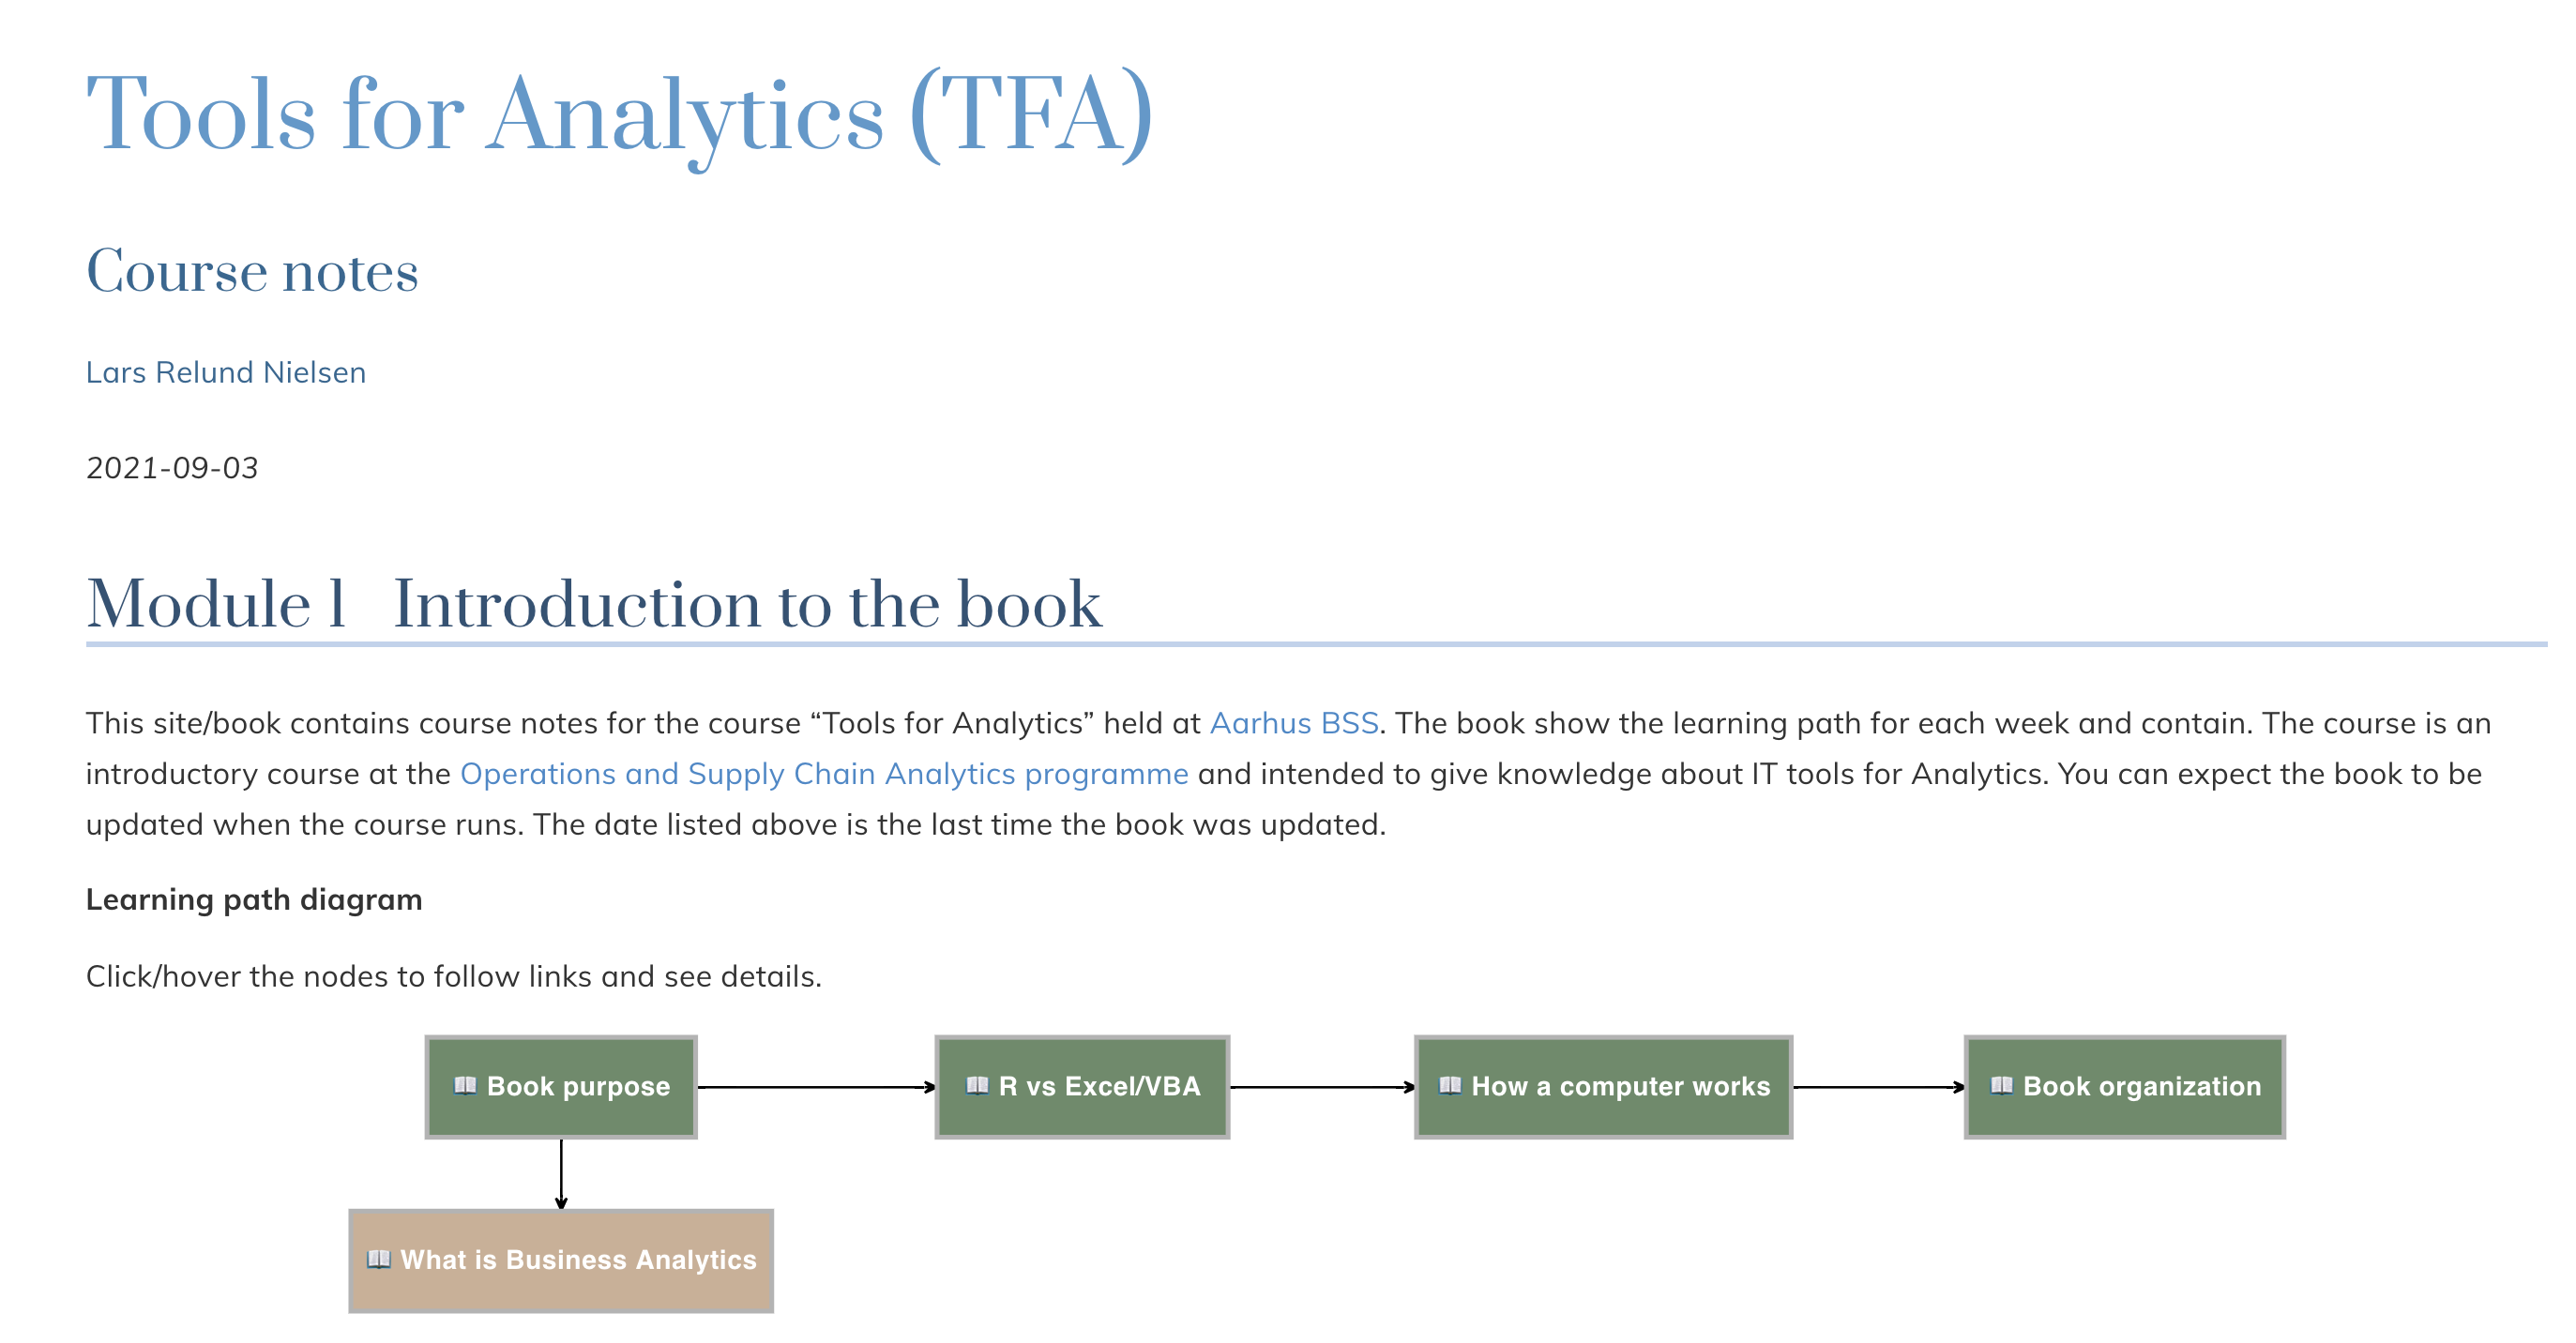 Tools for Analytics (TFA)
Course notes
Lars Relund Nielsen
2021-09-03
Module 1 Introduction to the book
This site/book contains course notes for the course “Tools for Analytics” held at Aarhus BSS. The book show the learning path for each week and contain. The course is an
introductory course at the Operations and Supply Chain Analytics programme and intended to give knowledge about IT tools for Analytics. You can expect the book to be
updated when the course runs. The date listed above is the last time the book was updated.
Learning path diagram
Click/hover the nodes to follow links and see details.
Book purpose
R vs Excel/VBA
How a computer works
Book organization
What is Business Analytics